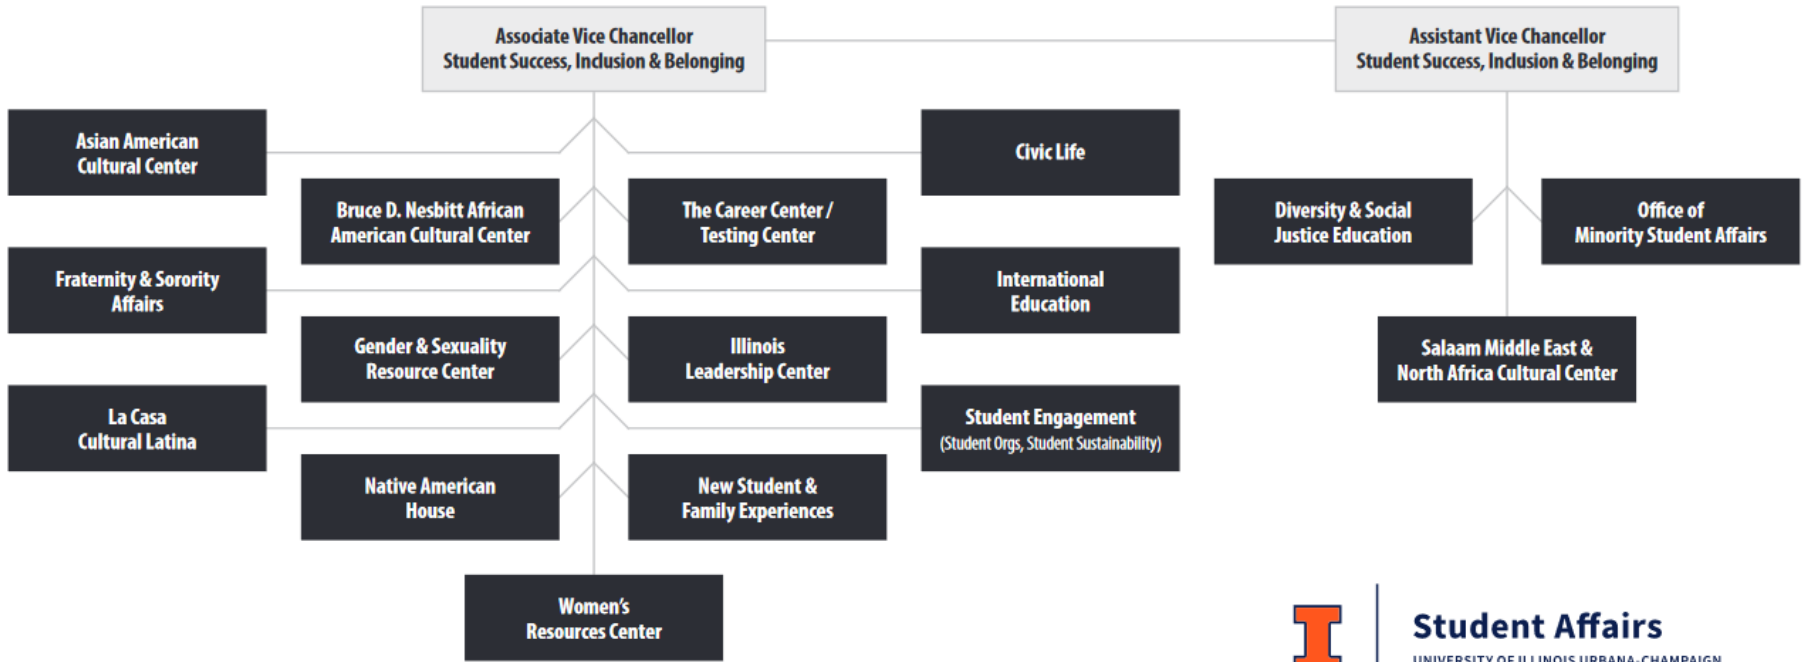 Associate Vice Chancellor
Student Success, Inclusion & Belonging
Assistant Vice Chancellor
Student Success, Inclusion & Belonging
Asian American
Cultural Center
Civic Life
Bruce D. Nesbitt African
American Cultural Center
The Career Center /
Testing Center
Diversity & Social
Justice Education
Office of
Minority Student Affairs
Fraternity & Sorority
Affairs
International
Education
Gender & Sexuality
Resource Center
Illinois
Leadership Center
Salaam Middle East &
North Africa Cultural Center
La Casa
Cultural Latina
Student Engagement
(Student Orgs, Student Sustainability)
Native American
House
New Student &
Family Experiences
Women's
Resources Center
I
Student Affairs
UNIVERSITY OF ILLINOIS URBANA-CHAMPAIGN